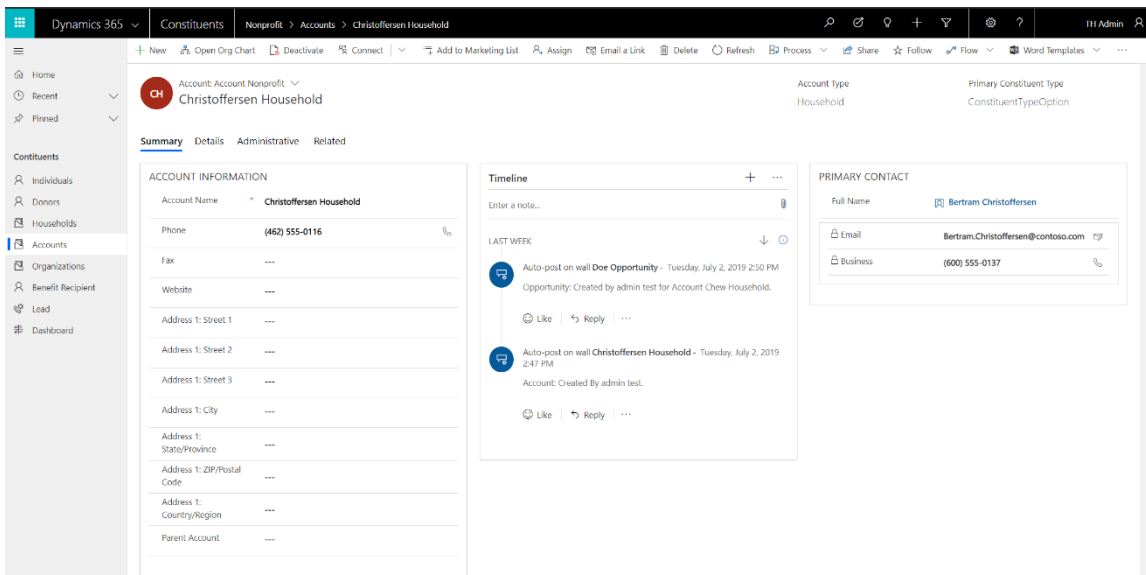 Dynamics 365 Constituents Nonprofit > Accounts > Christoffersen Household TH Admin
New Open Org Chart Deactivate Connect Add to Marketing List Assign Email a Link Delete Refresh Process Share Follow Flow Word Templates
Home
Recent
Pinned
Contituents
Individuals
Donors
Households
Accounts
Organizations
Benefit Recipient
Lead
Dashboard
CH
Account: Account Nonprofit
Christoffersen Household
Account Type
Household
Primary Constituent Type
ConstituentTypeOption
Summary Details Administrative Related
ACCOUNT INFORMATION
Account Name * Christoffersen Household
Phone (462) 555-0116
Fax ---
Website ---
Address 1: Street 1 ---
Address 1: Street 2 ---
Address 1: Street 3 ---
Address 1: City ---
Address 1:
State/Province ---
Address 1: ZIP/Postal
Code ---
Address 1:
Country/Region ---
Parent Account ---
Timeline
Enter a note...
LAST WEEK
Auto-post on wall Doe Opportunity - Tuesday, July 2, 2019 2:50 PM
Opportunity: Created by admin test for Account Chew Household.
Like Reply ...
Auto-post on wall Christoffersen Household - Tuesday, July 2, 2019
2:47 PM
Account: Created By admin test.
Like Reply ...
PRIMARY CONTACT
Full Name Bertram Christoffersen
Email Bertram.Christoffersen@contoso.com
Business (600) 555-0137